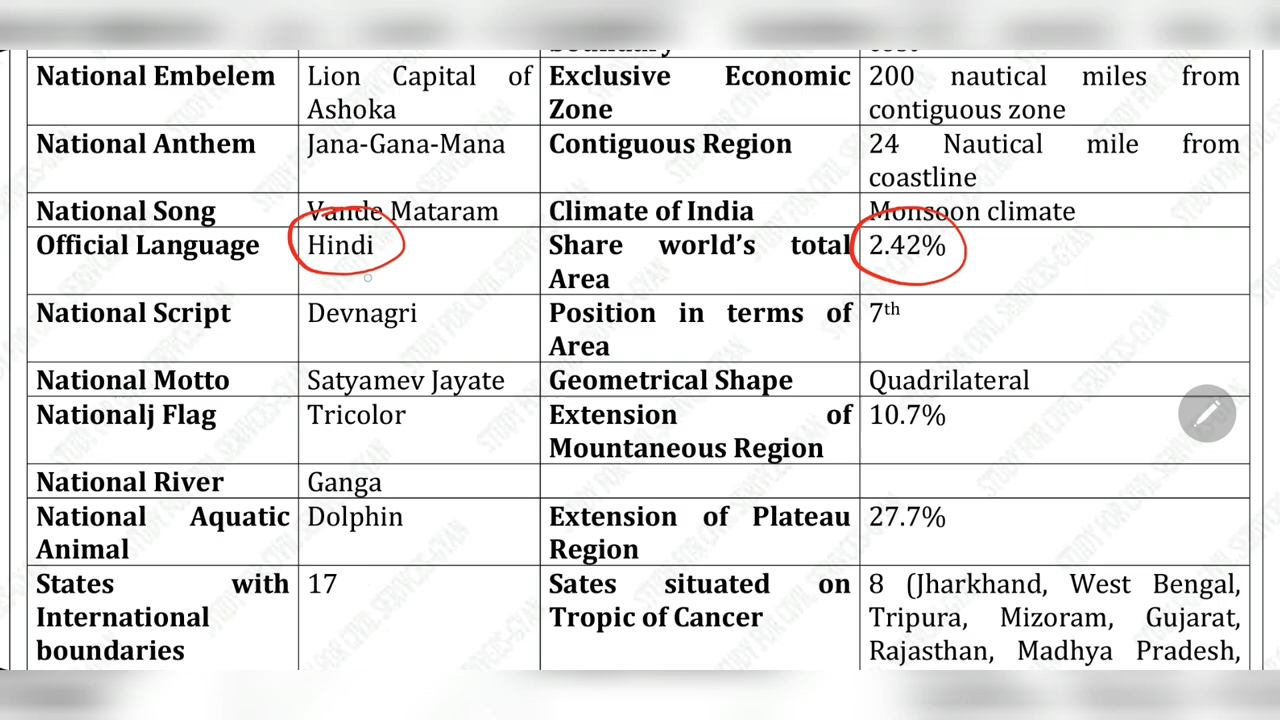 National Embelem Lion Capital of Exclusive Economic 200 nautical miles from
Ashoka Zone contiguous zone
National Anthem Jana-Gana-Mana Contiguous Region 24 Nautical mile from
coastline
National Song Vande Mataram Climate of India Monsoon climate
Official Language Hindi Share world's total 2.42%
Area
National Script Devnagri Position in terms of 7th
Area
National Motto Satyamev Jayate Geometrical Shape Quadrilateral
Nationalj Flag Tricolor Extension of 10.7%
Mountaneous Region
National River Ganga
National Aquatic Dolphin Extension of Plateau 27.7%
Animal Region
States with 17 Sates situated on 8 (Jharkhand, West Bengal,
International Tropic of Cancer Tripura, Mizoram, Gujarat,
boundaries Rajasthan, Madhya Pradesh,
STUDY FOR CIVIL SERVICES-GYAN